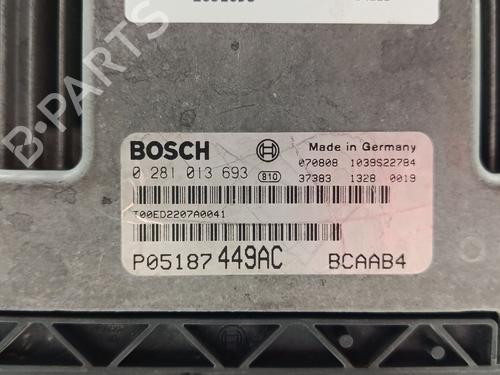 BOSCH
Made in Germany
0 281 013 693
810
070808 1039S22784
37383 1328 0019
T00ED2207A0041
P05187449AC
BCAAB4
B-PARTS